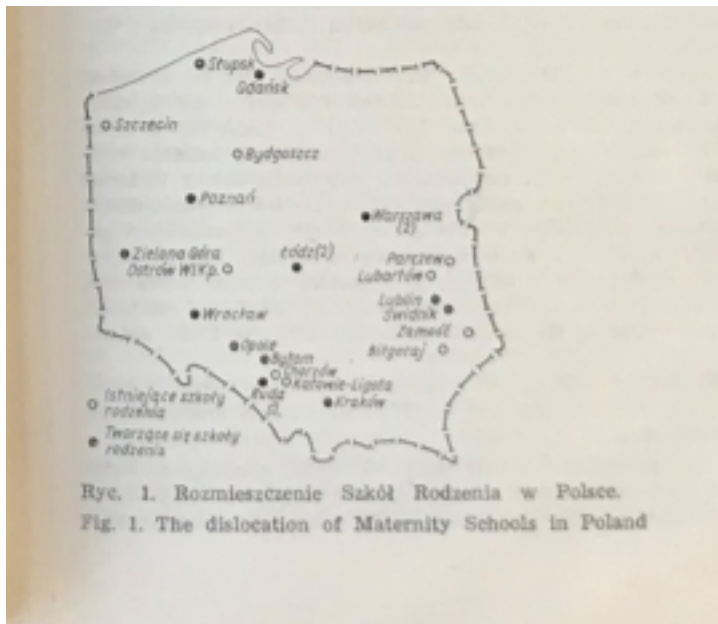 Słupsk
Gdańsk
Szczecin
Bydgoszcz
Poznań
Warszawa
(2)
Zielona Góra
Łódź(2)
Ostrów Wlkp.
Parczew
Lubartów
Lublin
Świdnik
Wrocław
Zamość
Opole
Biłgoraj
Bytom
Chorzów
Katowice-Ligota
Ruda
Kraków
Istniejące szkoły
rodzenia
Tworzące się szkoły
rodzenia
Ryc. 1. Rozmieszczenie Szkół Rodzenia w Polsce.
Fig. 1. The dislocation of Maternity Schools in Poland